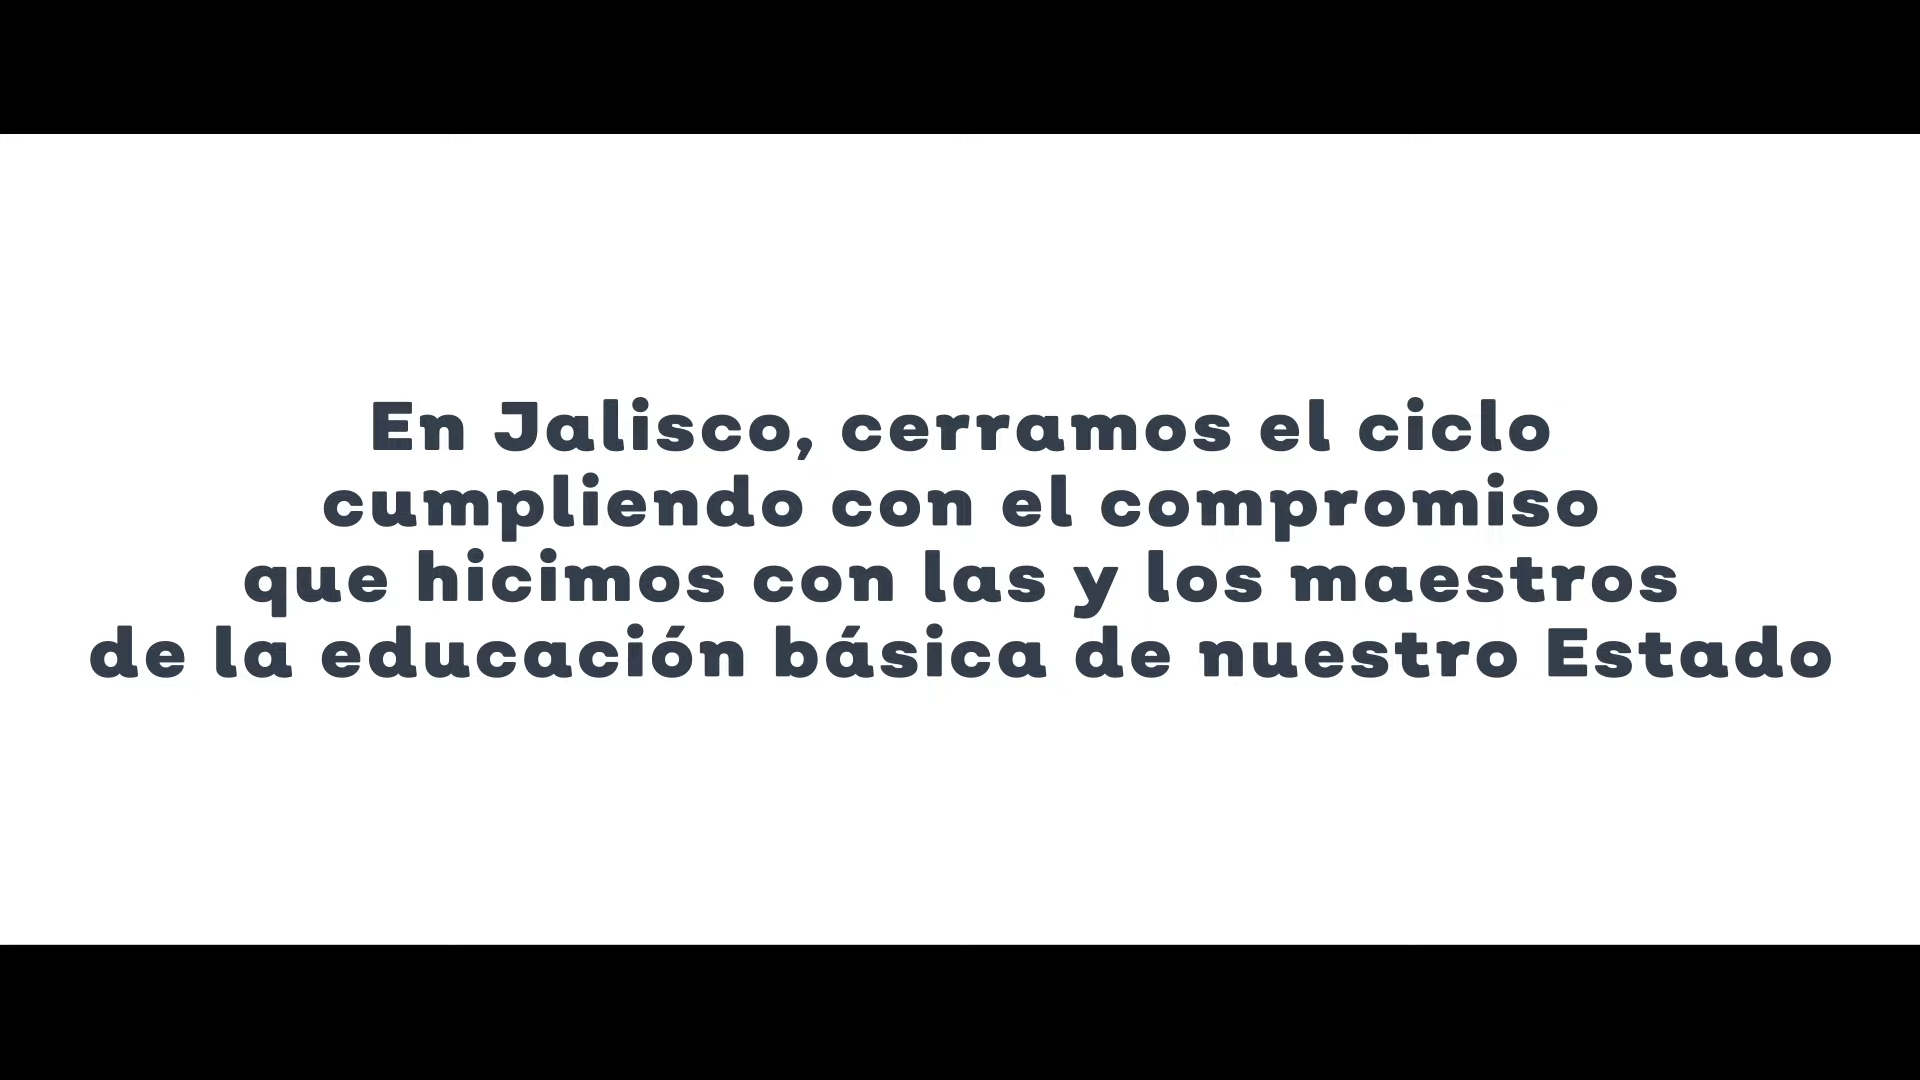 En Jalisco, cerramos el ciclo
cumpliendo con el compromiso
que hicimos con las y los maestros
de la educación básica de nuestro Estado